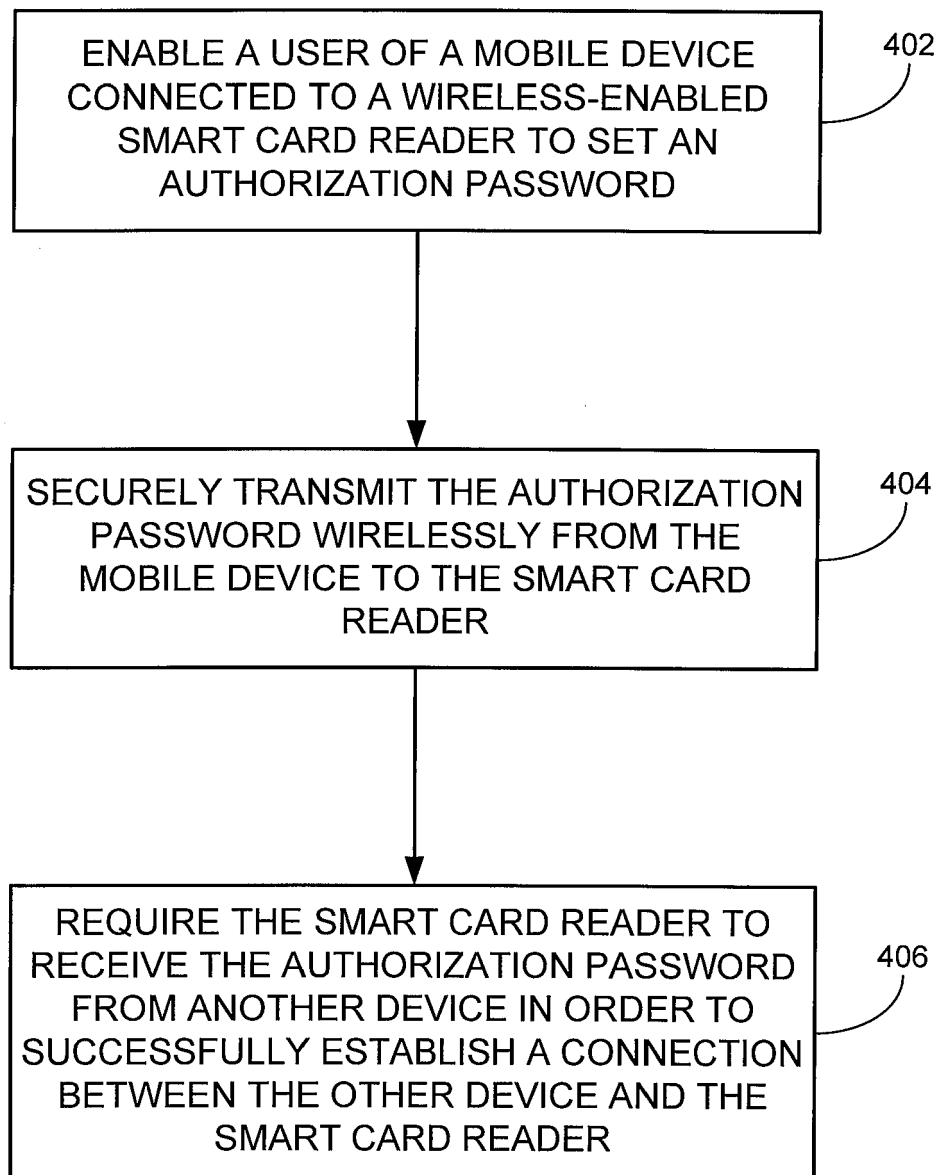 ENABLE A USER OF A MOBILE DEVICE
CONNECTED TO A WIRELESS-ENABLED
SMART CARD READER TO SET AN
AUTHORIZATION PASSWORD
402
SECURELY TRANSMIT THE AUTHORIZATION
PASSWORD WIRELESSLY FROM THE
MOBILE DEVICE TO THE SMART CARD
READER
404
REQUIRE THE SMART CARD READER TO
RECEIVE THE AUTHORIZATION PASSWORD
FROM ANOTHER DEVICE IN ORDER TO
SUCCESSFULLY ESTABLISH A CONNECTION
BETWEEN THE OTHER DEVICE AND THE
SMART CARD READER
406